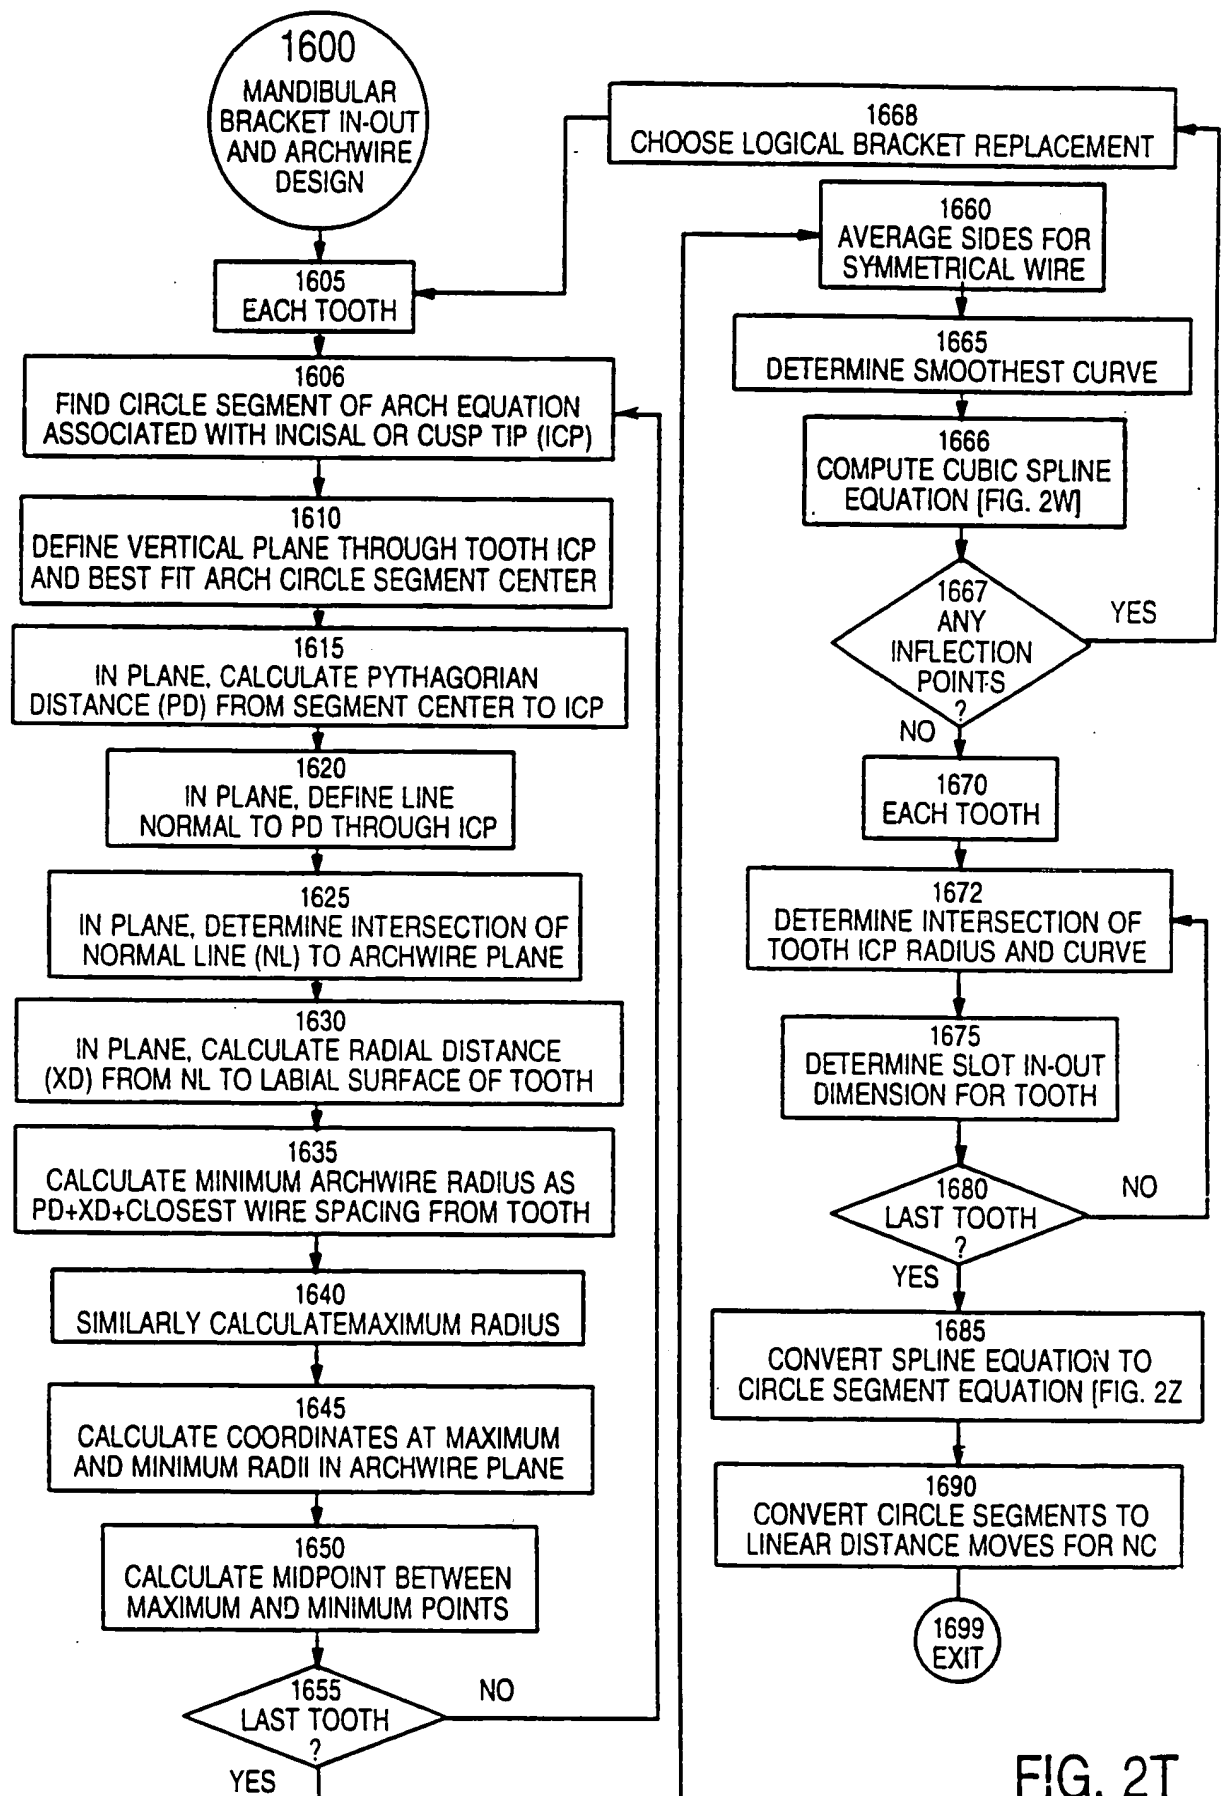 1600
MANDIBULAR
BRACKET IN-OUT
AND ARCHWIRE
DESIGN
1605
EACH TOOTH
1606
FIND CIRCLE SEGMENT OF ARCH EQUATION
ASSOCIATED WITH INCISAL OR CUSP TIP (ICP)
1610
DEFINE VERTICAL PLANE THROUGH TOOTH ICP
AND BEST FIT ARCH CIRCLE SEGMENT CENTER
1615
IN PLANE, CALCULATE PYTHAGORIAN
DISTANCE (PD) FROM SEGMENT CENTER TO ICP
1620
IN PLANE, DEFINE LINE
NORMAL TO PD THROUGH ICP
1625
IN PLANE, DETERMINE INTERSECTION OF
NORMAL LINE (NL) TO ARCHWIRE PLANE
1630
IN PLANE, CALCULATE RADIAL DISTANCE
(XD) FROM NL TO LABIAL SURFACE OF TOOTH
1635
CALCULATE MINIMUM ARCHWIRE RADIUS AS
PD+XD+CLOSEST WIRE SPACING FROM TOOTH
1640
SIMILARLY CALCULATEMAXIMUM RADIUS
1645
CALCULATE COORDINATES AT MAXIMUM
AND MINIMUM RADII IN ARCHWIRE PLANE
1650
CALCULATE MIDPOINT BETWEEN
MAXIMUM AND MINIMUM POINTS
1655
LAST TOOTH
?
NO
YES
1668
CHOOSE LOGICAL BRACKET REPLACEMENT
1660
AVERAGE SIDES FOR
SYMMETRICAL WIRE
1665
DETERMINE SMOOTHEST CURVE
1666
COMPUTE CUBIC SPLINE
EQUATION [FIG. 2W]
1667
ANY
INFLECTION
POINTS
?
YES
NO
1670
EACH TOOTH
1672
DETERMINE INTERSECTION OF
TOOTH ICP RADIUS AND CURVE
1675
DETERMINE SLOT IN-OUT
DIMENSION FOR TOOTH
1680
LAST TOOTH
?
NO
YES
1685
CONVERT SPLINE EQUATION TO
CIRCLE SEGMENT EQUATION [FIG. 2Z
1690
CONVERT CIRCLE SEGMENTS TO
LINEAR DISTANCE MOVES FOR NC
1699
EXIT
FIG. 2T